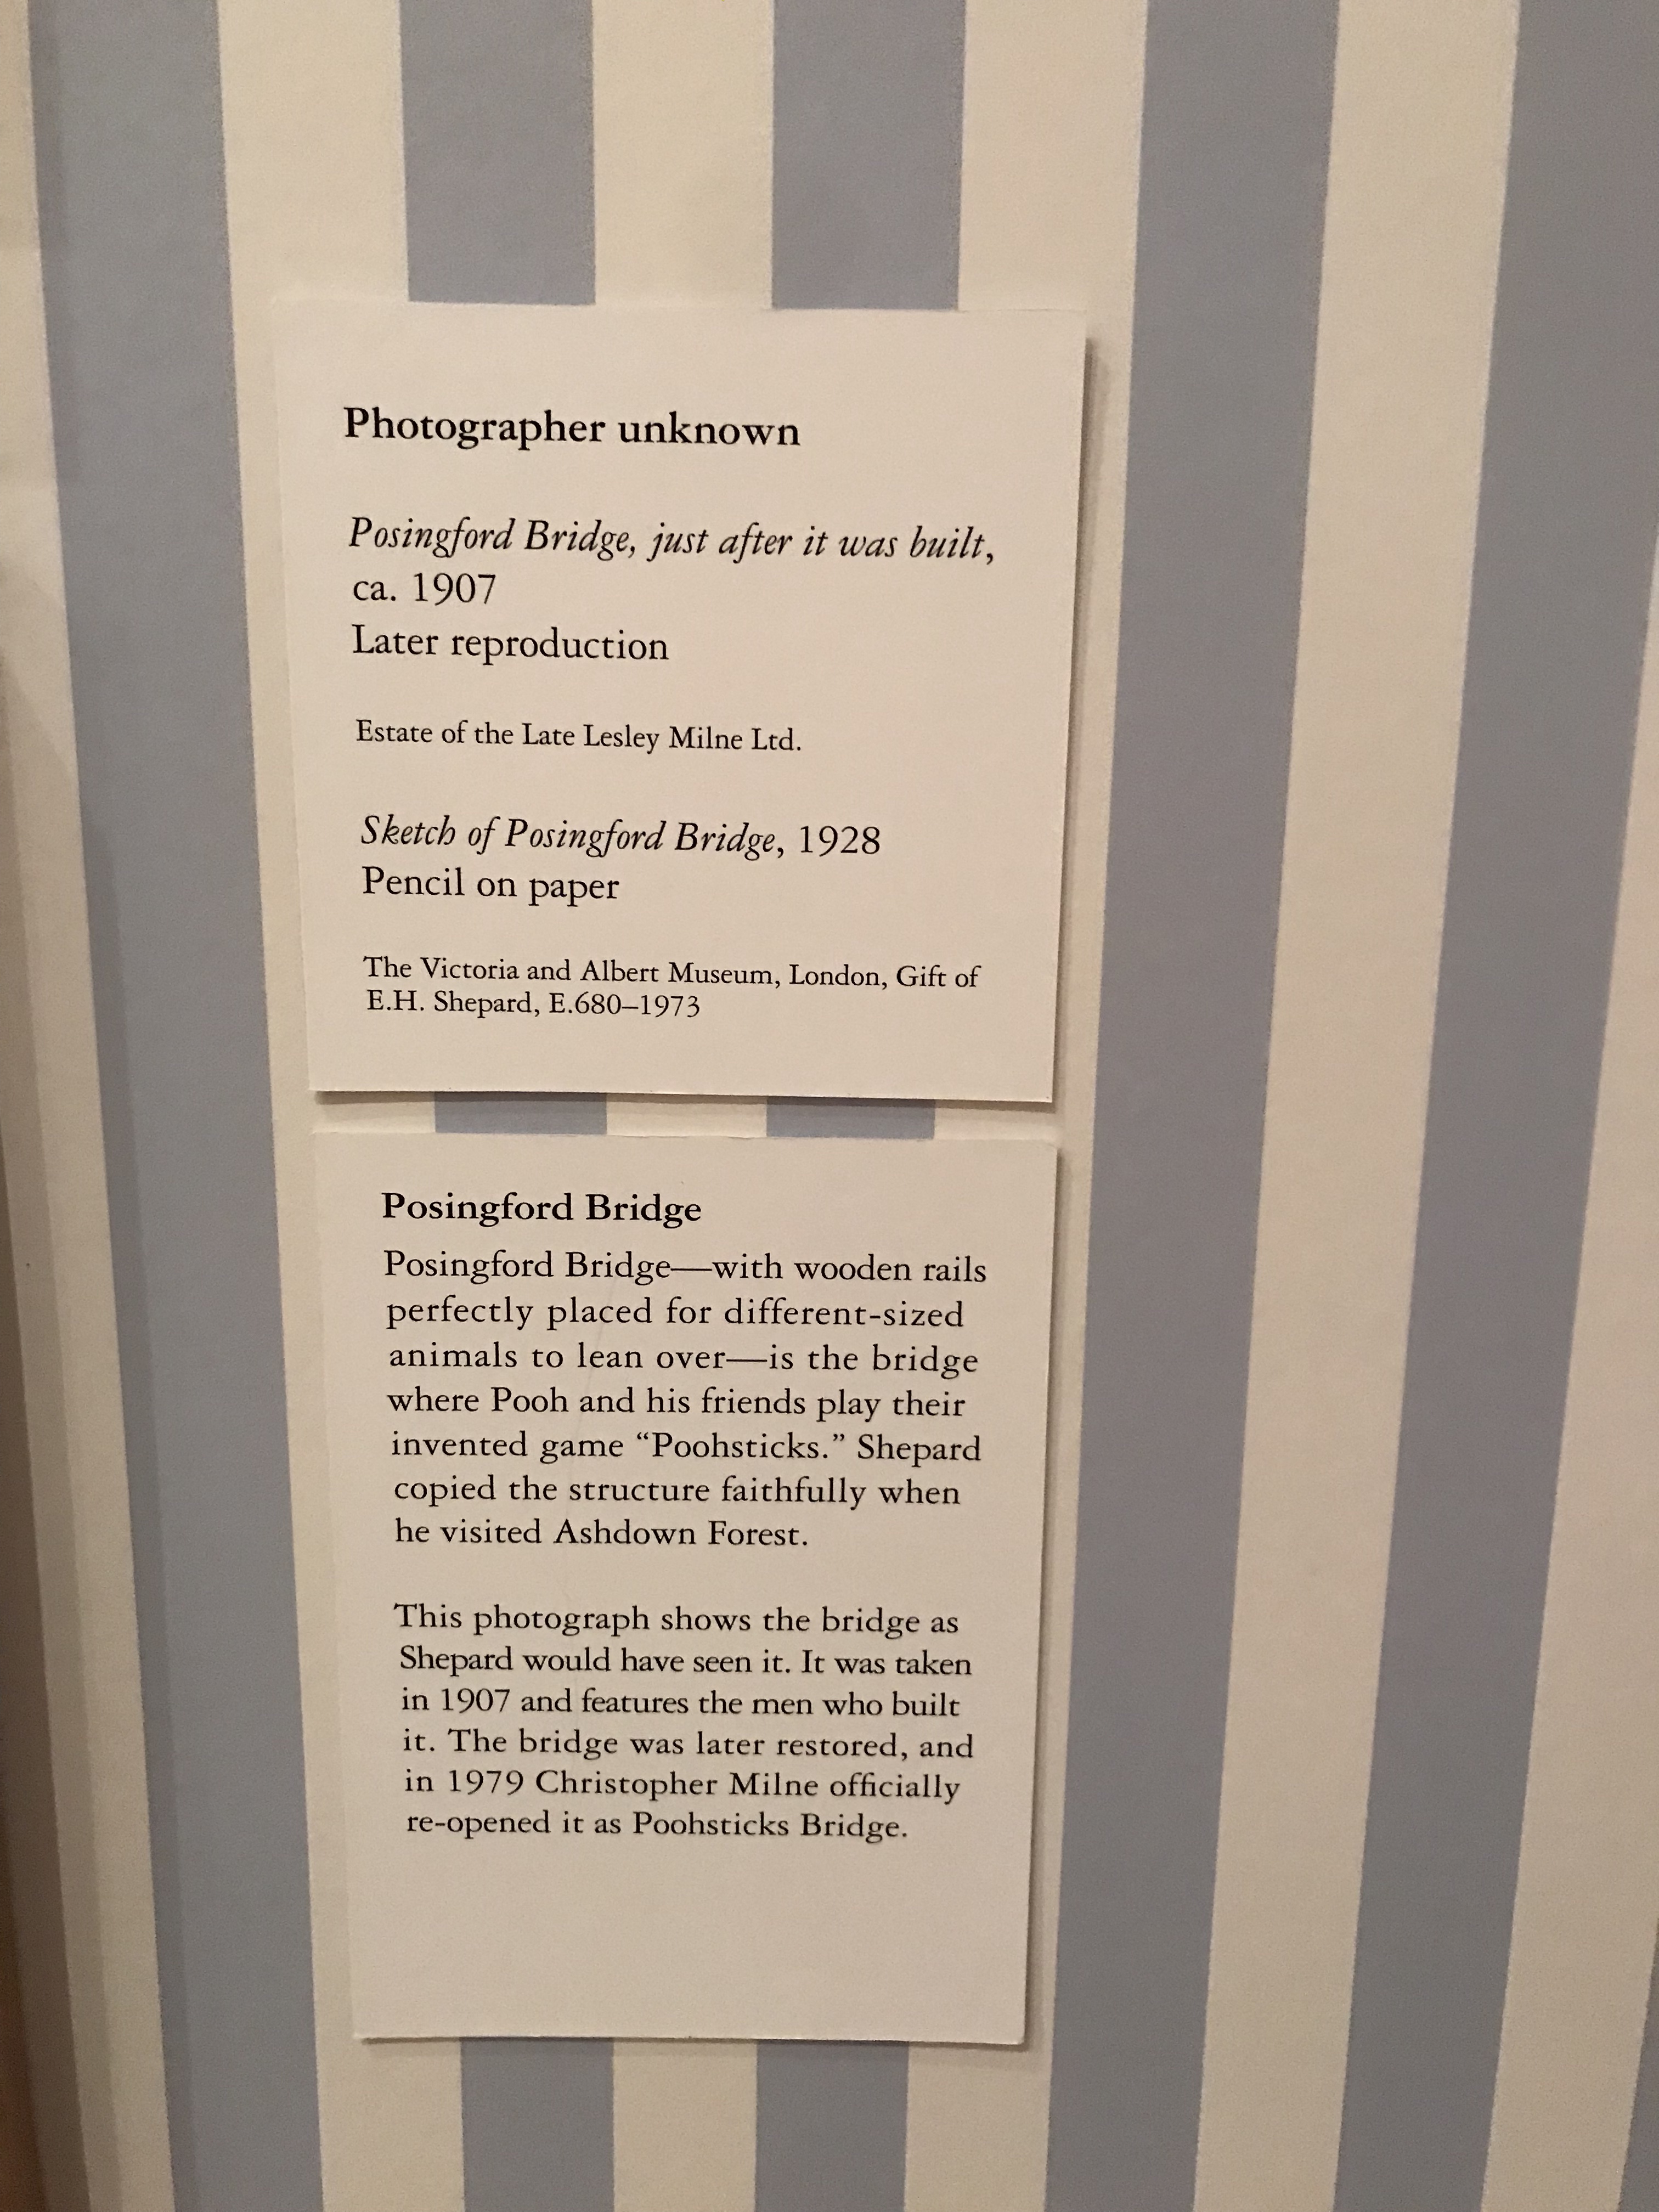 Photographer unknown
Posingford Bridge, just after it was built,
ca. 1907
Later reproduction
Estate of the Late Lesley Milne Ltd.
Sketch of Posingford Bridge, 1928
Pencil on paper
The Victoria and Albert Museum, London, Gift of
E.H. Shepard, E.680–1973
Posingford Bridge
Posingford Bridge—with wooden rails
perfectly placed for different-sized
animals to lean over—is the bridge
where Pooh and his friends play their
invented game “Poohsticks.” Shepard
copied the structure faithfully when
he visited Ashdown Forest.
This photograph shows the bridge as
Shepard would have seen it. It was taken
in 1907 and features the men who built
it. The bridge was later restored, and
in 1979 Christopher Milne officially
re-opened it as Poohsticks Bridge.